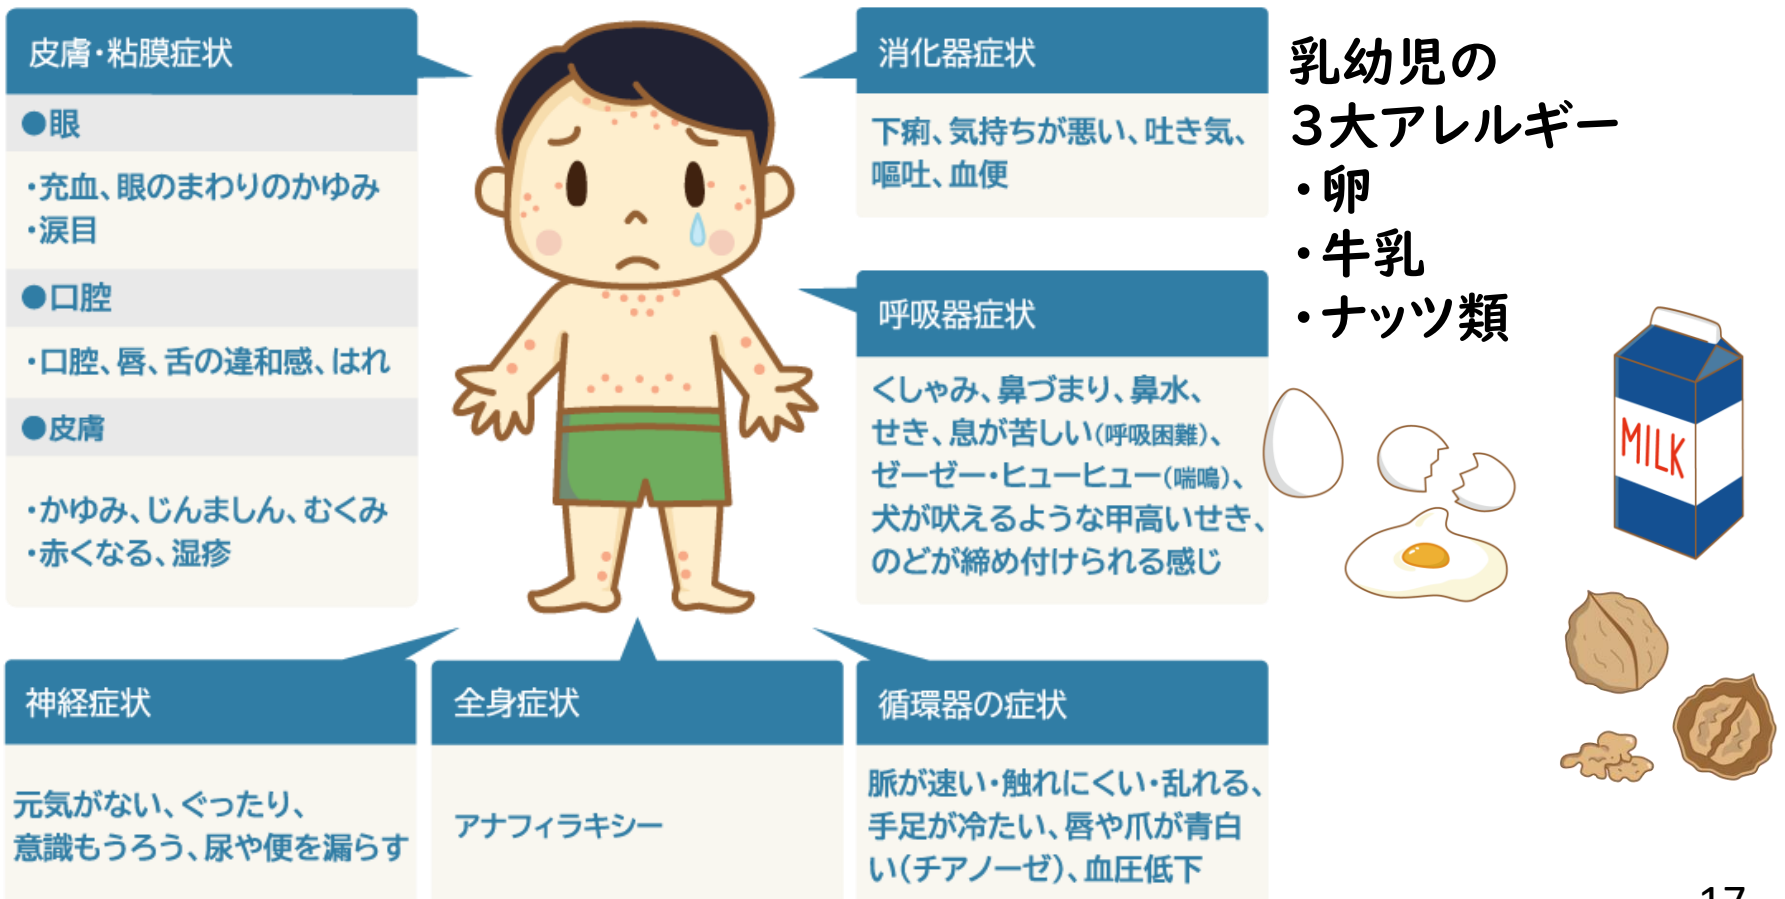 皮膚・粘膜症状
●眼
・充血、眼のまわりのかゆみ
・涙目
●口腔
・口腔、唇、舌の違和感、はれ
●皮膚
・かゆみ、じんましん、むくみ
・赤くなる、湿疹
消化器症状
下痢、気持ちが悪い、吐き気、
嘔吐、血便
呼吸器症状
くしゃみ、鼻づまり、鼻水、
せき、息が苦しい(呼吸困難)、
ゼーゼー・ヒューヒュー(喘鳴)、
犬が吠えるような甲高いせき、
のどが締め付けられる感じ
神経症状
元気がない、ぐったり、
意識もうろう、尿や便を漏らす
全身症状
アナフィラキシー
循環器の症状
脈が速い・触れにくい・乱れる、
手足が冷たい、唇や爪が青白
い(チアノーゼ)、血圧低下
乳幼児の
３大アレルギー
・卵
・牛乳
・ナッツ類
MILK
17